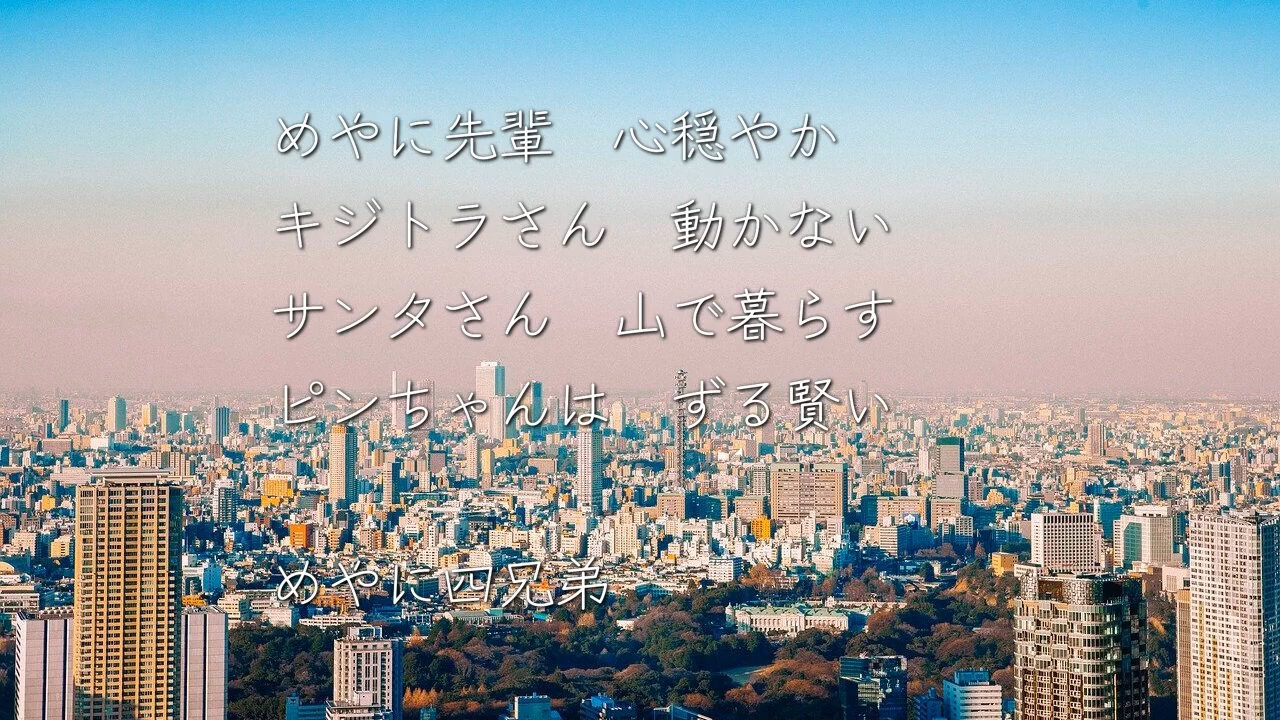 めやに先輩　心穏やか
キジトラさん　動かない
サンタさん　山で暮らす
ピンちゃんは　ずる賢い
めやに四兄弟